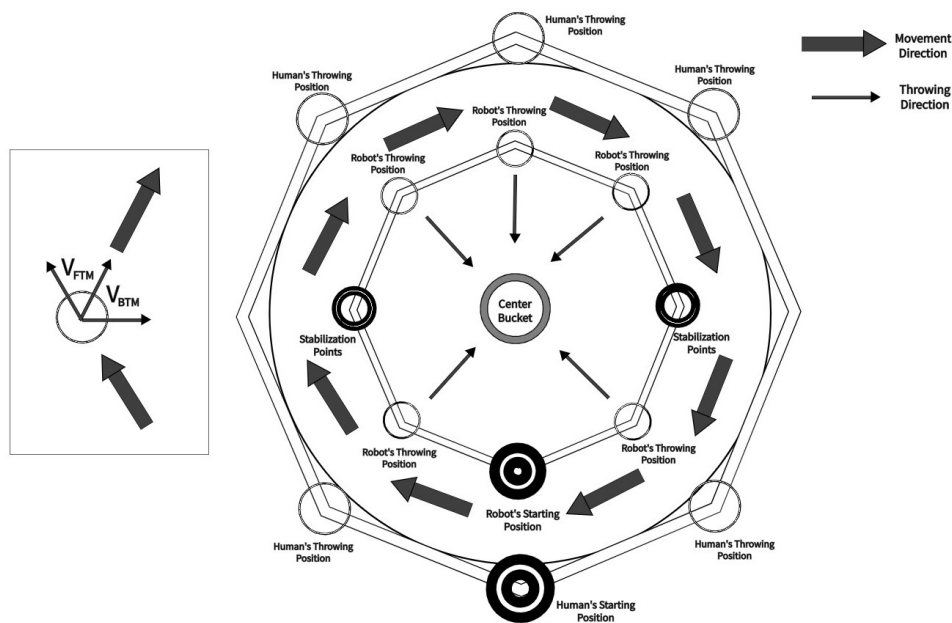 Human's Throwing
Position
Movement
Direction
Human's Throwing
Position
Human's Throwing
Position
Throwing
Direction
Robot's Throwing
Position
Robot's Throwing
Position
Robot's Throwing
Position
V FTM
V BTM
Center
Bucket
Stabilization
Points
Stabilization
Points
Robot's Throwing
Position
Robot's Throwing
Position
Robot's Starting
Position
Human's Throwing
Position
Human's Throwing
Position
Human's Starting
Position